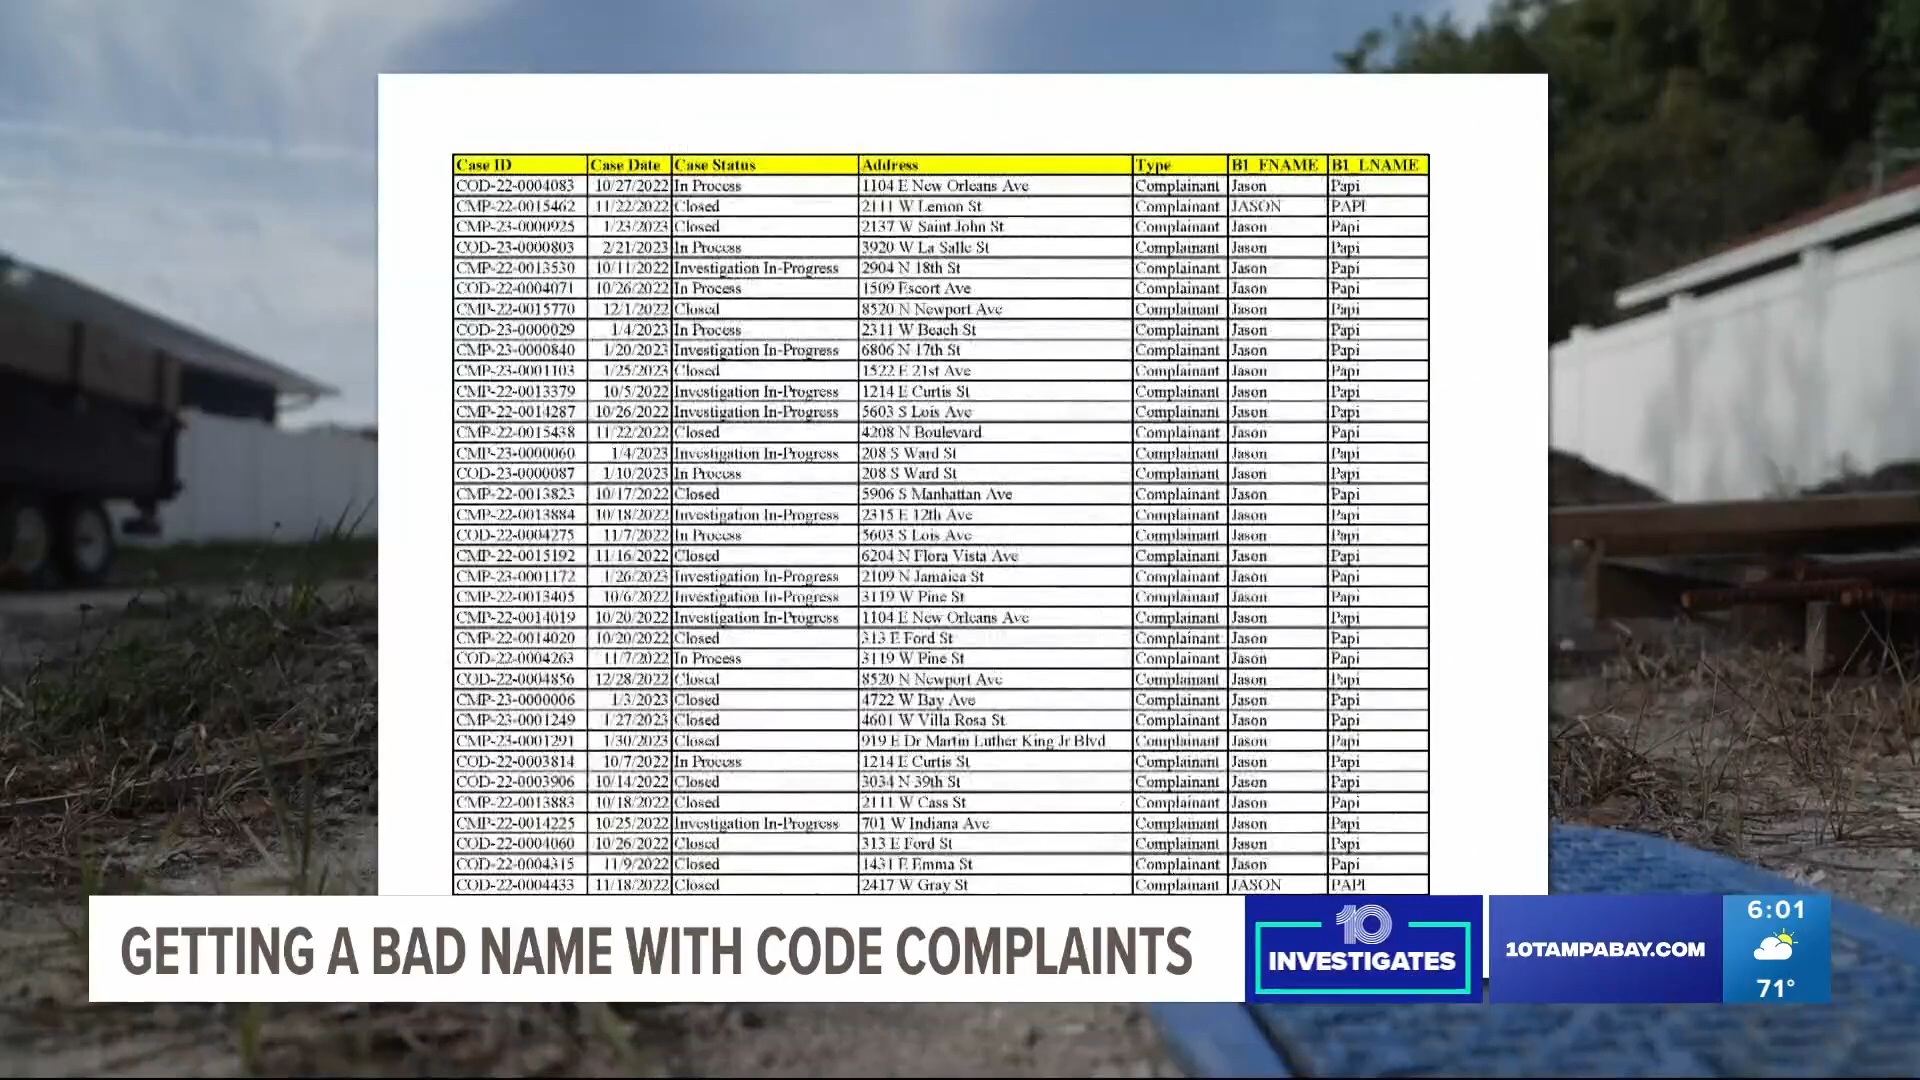 Case ID Case Date Case Status Address Type B1_FNAME B1_LNAME
COD-22-0004083 10/27/2022 In Process 1104 E New Orleans Ave Complainant Jason Papi
CMP-22-0015462 11/22/2022 Closed 2111 W Lemon St Complainant JASON PAPI
CMP-23-0000925 1/23/2023 Closed 2137 W Saint John St Complainant Jason Papi
COD-23-0000803 2/21/2023 In Process 3920 W La Salle St Complainant Jason Papi
CMP-22-0013530 10/11/2022 Investigation In-Progress 2904 N 18th St Complainant Jason Papi
COD-22-0004071 10/26/2022 In Process 1509 Escort Ave Complainant Jason Papi
CMP-22-0015770 12/1/2022 Closed 8520 N Newport Ave Complainant Jason Papi
COD-23-0000029 1/4/2023 In Process 2311 W Beach St Complainant Jason Papi
CMP-23-0000840 1/20/2023 Investigation In-Progress 6806 N 17th St Complainant Jason Papi
CMP-23-0001103 1/25/2023 Closed 1522 E 21st Ave Complainant Jason Papi
CMP-22-0013379 10/5/2022 Investigation In-Progress 1214 E Curtis St Complainant Jason Papi
CMP-22-0014287 10/26/2022 Investigation In-Progress 5603 S Lois Ave Complainant Jason Papi
CMP-22-0015438 11/22/2022 Closed 4208 N Boulevard Complainant Jason Papi
CMP-23-0000060 1/4/2023 Investigation In-Progress 208 S Ward St Complainant Jason Papi
COD-23-0000087 1/10/2023 In Process 208 S Ward St Complainant Jason Papi
CMP-22-0013823 10/17/2022 Closed 5906 S Manhattan Ave Complainant Jason Papi
CMP-22-0013884 10/18/2022 Investigation In-Progress 2315 E 12th Ave Complainant Jason Papi
COD-22-0004275 11/7/2022 In Process 5603 S Lois Ave Complainant Jason Papi
CMP-22-0015192 11/16/2022 Closed 6204 N Flora Vista Ave Complainant Jason Papi
CMP-23-0001172 1/26/2023 Investigation In-Progress 2109 N Jamaica St Complainant Jason Papi
CMP-22-0013405 10/6/2022 Investigation In-Progress 3119 W Pine St Complainant Jason Papi
CMP-22-0014019 10/20/2022 Investigation In-Progress 1104 E New Orleans Ave Complainant Jason Papi
CMP-22-0014020 10/20/2022 Closed 313 E Ford St Complainant Jason Papi
COD-22-0004263 11/7/2022 In Process 3119 W Pine St Complainant Jason Papi
COD-22-0004856 12/28/2022 Closed 8520 N Newport Ave Complainant Jason Papi
CMP-23-0000006 1/3/2023 Closed 4722 W Bay Ave Complainant Jason Papi
CMP-23-0001249 1/27/2023 Closed 4601 W Villa Rosa St Complainant Jason Papi
CMP-23-0001291 1/30/2023 Closed 919 E Dr Martin Luther King Jr Blvd Complainant Jason Papi
COD-22-0003814 10/7/2022 In Process 1214 E Curtis St Complainant Jason Papi
COD-22-0003906 10/14/2022 Closed 3034 N 39th St Complainant Jason Papi
CMP-22-0013883 10/18/2022 Closed 2111 W Cass St Complainant Jason Papi
CMP-22-0014225 10/25/2022 Investigation In-Progress 701 W Indiana Ave Complainant Jason Papi
COD-22-0004060 10/26/2022 Closed 313 E Ford St Complainant Jason Papi
COD-22-0004315 11/9/2022 Closed 1431 E Emma St Complainant Jason Papi
COD-22-0004433 11/18/2022 Closed 2417 W Gray St Complainant JASON PAPI
GETTING A BAD NAME WITH CODE COMPLAINTS
10
INVESTIGATES
10TAMPABAY.COM
6:01
71°